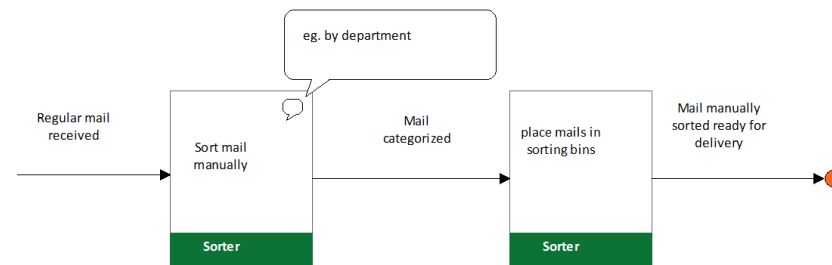 eg. by department
Regular mail
received
Sort mail
manually
Sorter
Mail
categorized
place mails in
sorting bins
Sorter
Mail manually
sorted ready for
delivery